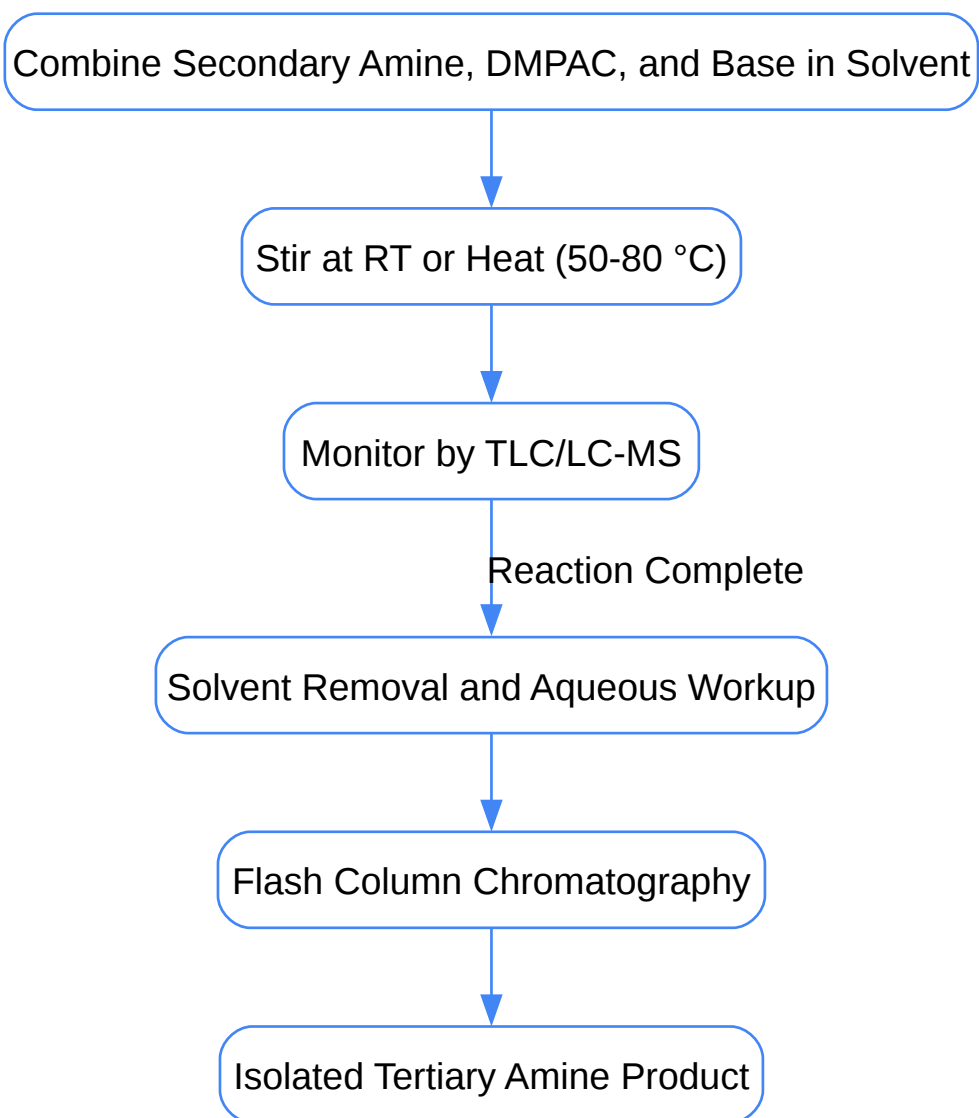 Combine Secondary Amine, DMPAC, and Base in Solvent
Stir at RT or Heat (50-80 °C)
Monitor by TLC/LC-MS
Reaction Complete
Solvent Removal and Aqueous Workup
Flash Column Chromatography
Isolated Tertiary Amine Product